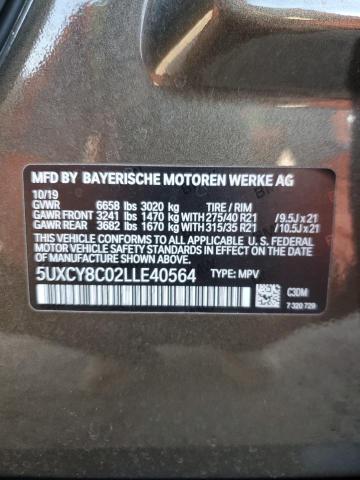 MFD BY BAYERISCHE MOTOREN WERKE AG
10/19
GVWR 6658 lbs 3020 kg TIRE / RIM
GAWR FRONT 3241 lbs 1470 kg WITH 275/40 R21 /9.5J x 21
GAWR REAR 3682 lbs 1670 kg WITH 315/35 R21 /10.5J x 21
THIS VEHICLE CONFORMS TO ALL APPLICABLE
U. S. FEDERAL MOTOR VEHICLE
SAFETY STANDARDS IN EFFECT ON THE
DATE OF MANUFACTURE SHOWN ABOVE.
5UXCY8C02LLE40564 TYPE: MPV
C3DM
7 320 729